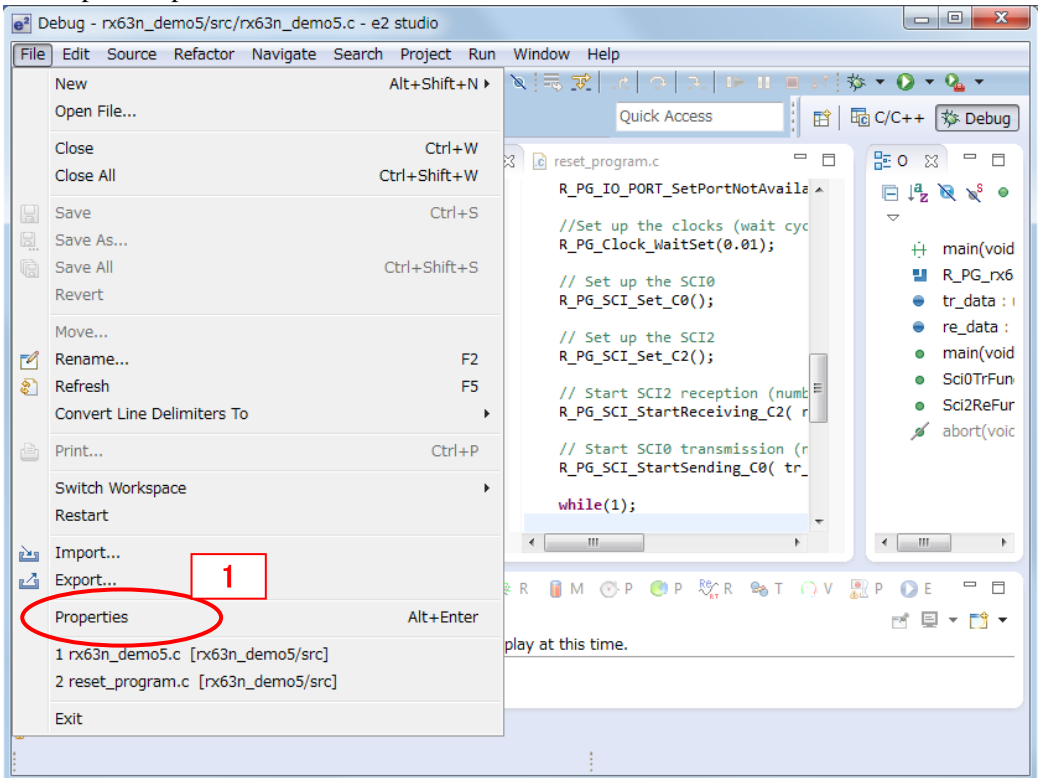 Debug - rx63n_demo5/src/rx63n_demo5.c - e2 studio
File Edit Source Refactor Navigate Search Project Run Window Help
New Alt+Shift+N
Open File...
Close Ctrl+W
Close All Ctrl+Shift+W
Save Ctrl+S
Save As...
Save All Ctrl+Shift+S
Revert
Move...
Rename... F2
Refresh F5
Convert Line Delimiters To
Print... Ctrl+P
Switch Workspace
Restart
Import...
Export...
1
Properties Alt+Enter
1 rx63n_demo5.c [rx63n_demo5/src]
2 reset_program.c [rx63n_demo5/src]
Exit
Quick Access
C/C++ Debug
reset_program.c
R_PG_IO_PORT_SetPortNotAvaila
//Set up the clocks (wait cyc
R_PG_Clock_WaitSet(0.01);
// Set up the SCI0
R_PG_SCI_Set_C0();
// Set up the SCI2
R_PG_SCI_Set_C2();
// Start SCI2 reception (numb
R_PG_SCI_StartReceiving_C2( r
// Start SCI0 transmission (r
R_PG_SCI_StartSending_C0( tr_
while(1);
O
main(void
R_PG_rx6
tr_data :
re_data :
main(void
Sci0TrFun
Sci2ReFur
abort(voic
R M P P R T V P E
play at this time.